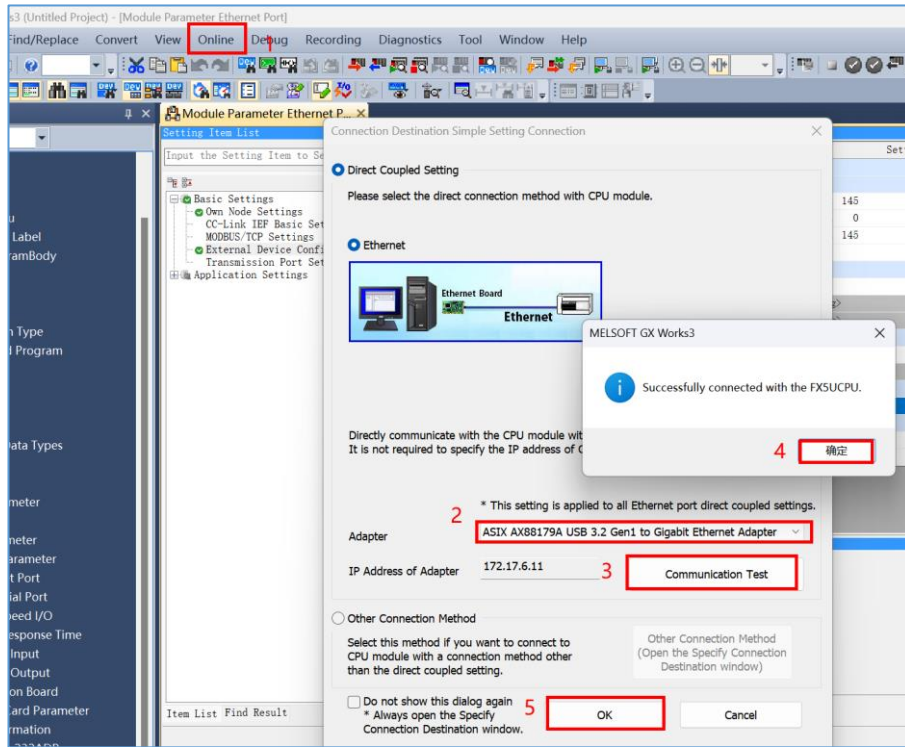 s3 (Untitled Project) - [Module Parameter Ethernet Port]
Find/Replace Convert View Online Debug Recording Diagnostics Tool Window Help
1
Module Parameter Ethernet P...
Setting Item List
Input the Setting Item to Se
Basic Settings
Own Node Settings
CC-Link IEF Basic Set
MODBUS/TCP Settings
External Device Confi
Transmission Port Set
Application Settings
Item List Find Result
u
Label
ramBody
n Type
d Program
Data Types
meter
neter
arameter
t Port
ial Port
peed I/O
esponse Time
Input
Output
on Board
Card Parameter
rmation
Connection Destination Simple Setting Connection
Direct Coupled Setting
Please select the direct connection method with CPU module.
Ethernet
Ethernet Board
Ethernet
Directly communicate with the CPU module wit
It is not required to specify the IP address of C
* This setting is applied to all Ethernet port direct coupled settings.
2
Adapter ASIX AX88179A USB 3.2 Gen1 to Gigabit Ethernet Adapter
IP Address of Adapter 172.17.6.11 3 Communication Test
Other Connection Method
Select this method if you want to connect to
CPU module with a connection method other
than the direct coupled setting.
Other Connection Method
(Open the Specify Connection
Destination window)
Do not show this dialog again
* Always open the Specify
Connection Destination window.
5 OK Cancel
MELSOFT GX Works3
Successfully connected with the FX5UCPU.
4 确定
Set
145
0
145